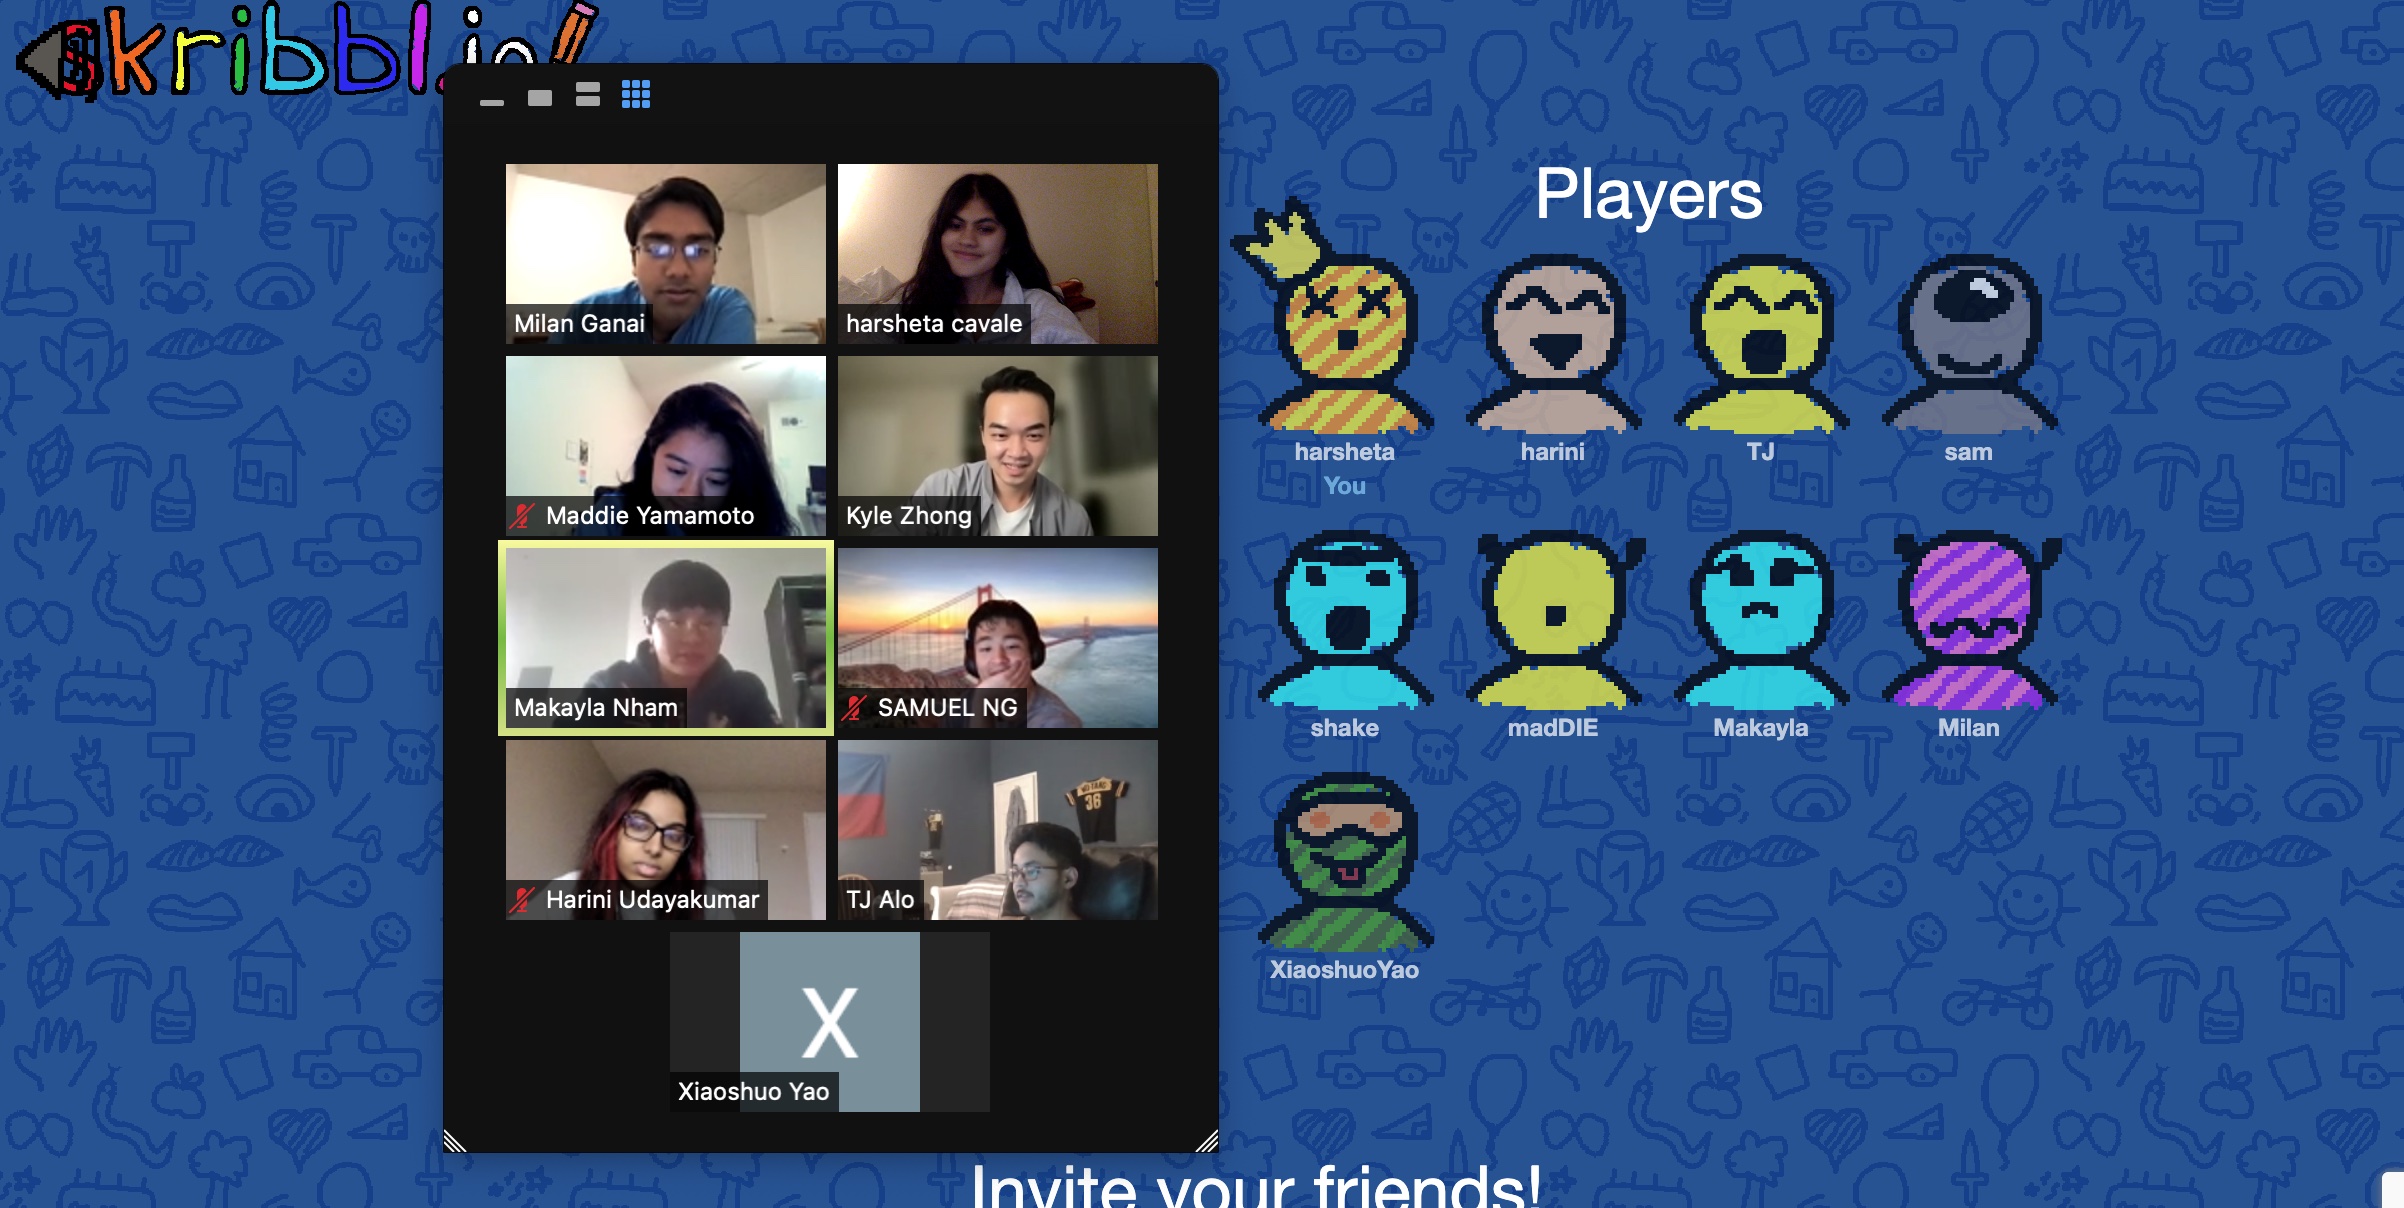 skribbl.io
Milan Ganai
harsheta cavale
Maddie Yamamoto
Kyle Zhong
Makayla Nham
SAMUEL NG
Harini Udayakumar
TJ Alo
36
X
Xiaoshuo Yao
Players
harsheta
harini
TJ
sam
You
shake
madDIE
Makayla
Milan
XiaoshuoYao
Invite your friends!